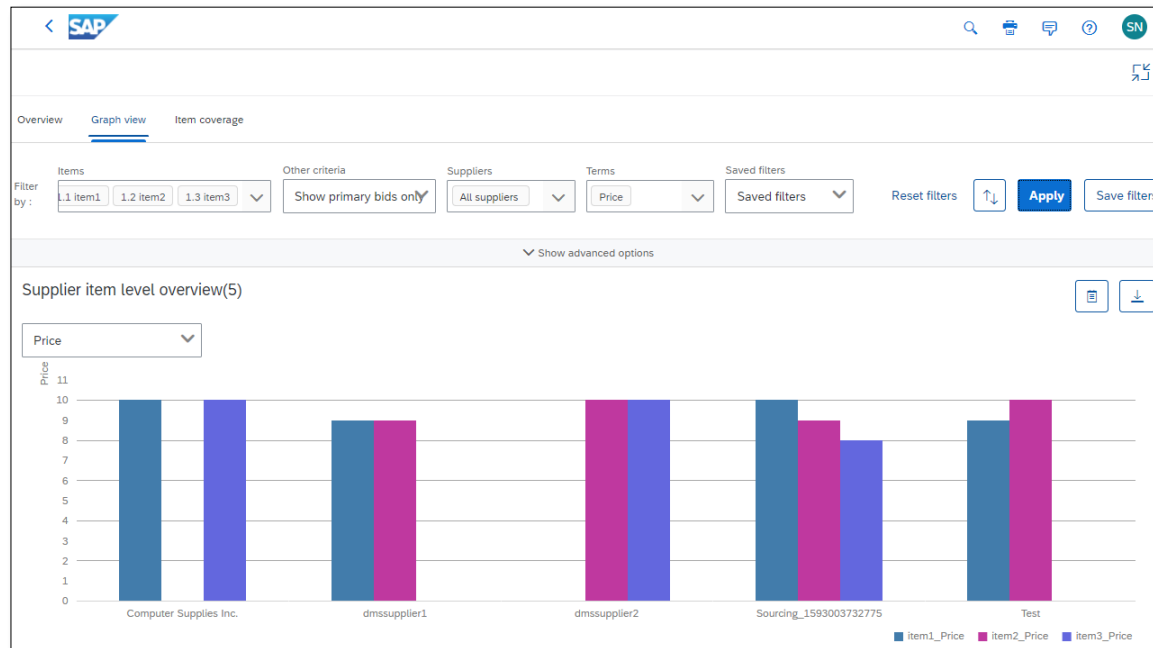 SAP
SN
Overview Graph view Item coverage
Items Other criteria Suppliers Terms Saved filters
Filter by : 1.1 item1 1.2 item2 1.3 item3 Show primary bids only All suppliers Price Saved filters Reset filters Apply Save filters
Show advanced options
Supplier item level overview(5)
Price
Price
11
10
9
8
7
6
5
4
3
2
1
0
Computer Supplies Inc. dmssupplier1 dmssupplier2 Sourcing_1593003732775 Test
item1_Price item2_Price item3_Price